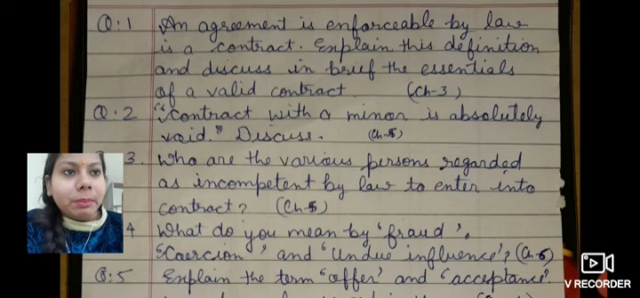 Q:1 An agreement is enforceable by law
is a contract. Explain this definition
and discuss in brief the essentials
of a valid contract. (Ch-3)
Q:2 "Contract with a minor is absolutely
void." Discuss. (Ch-5)
3. Who are the various persons regarded
as incompetent by law to enter into
contract? (Ch-5)
4 What do you mean by 'fraud',
'Coercion' and 'Undue influence'? (Ch-6)
Q:5 Explain the term 'offer' and 'acceptance'.
V RECORDER